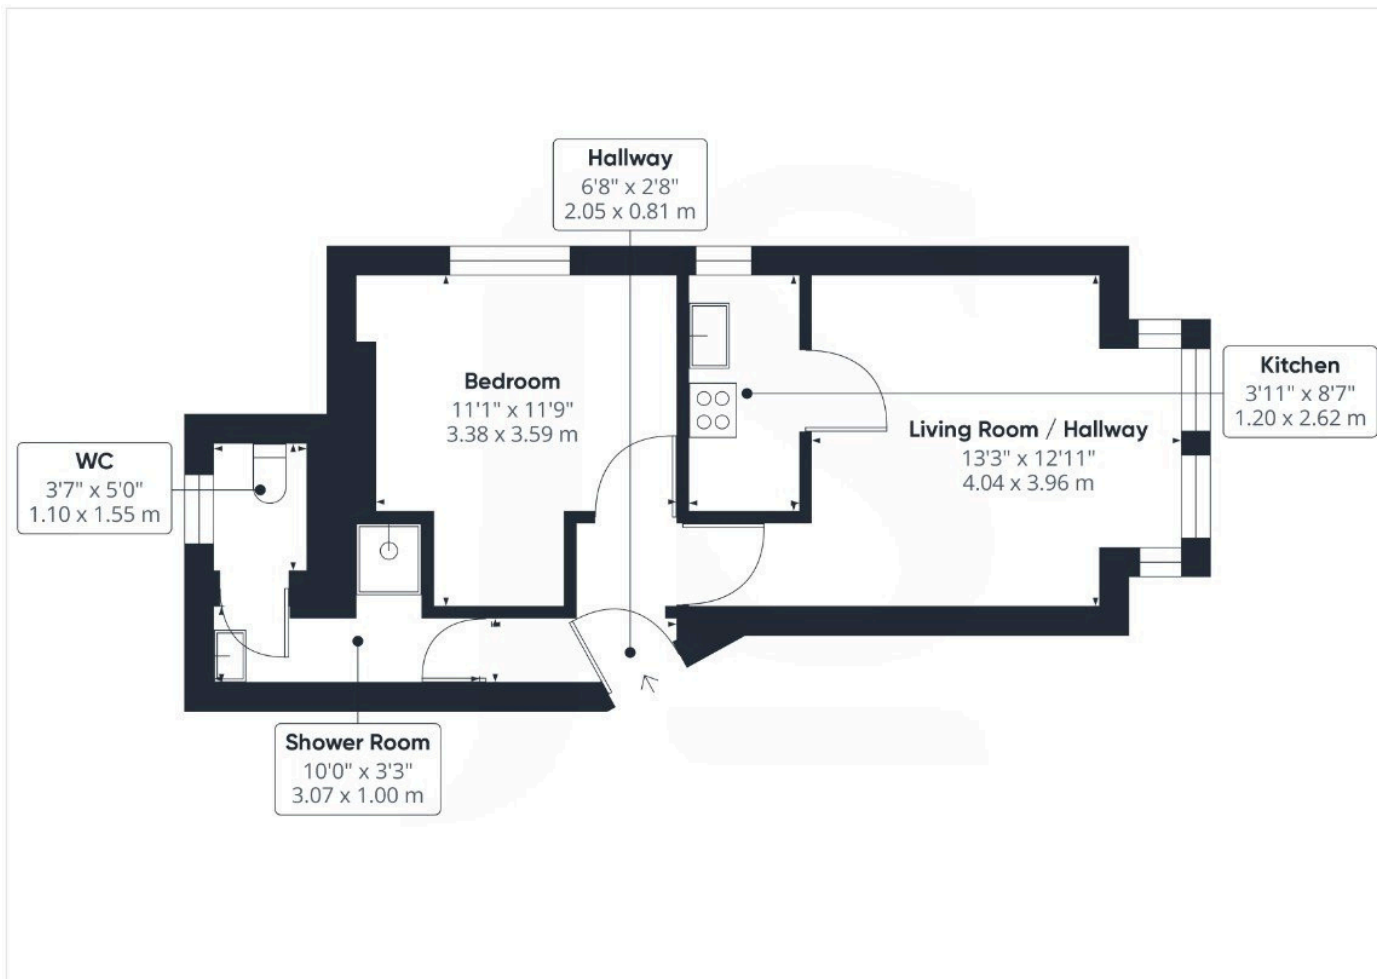 Hallway
6'8" x 2'8"
2.05 x 0.81 m
Bedroom
11'1" x 11'9"
3.38 x 3.59 m
Kitchen
3'11" x 8'7"
1.20 x 2.62 m
Living Room / Hallway
13'3" x 12'11"
4.04 x 3.96 m
WC
3'7" x 5'0"
1.10 x 1.55 m
Shower Room
10'0" x 3'3"
3.07 x 1.00 m